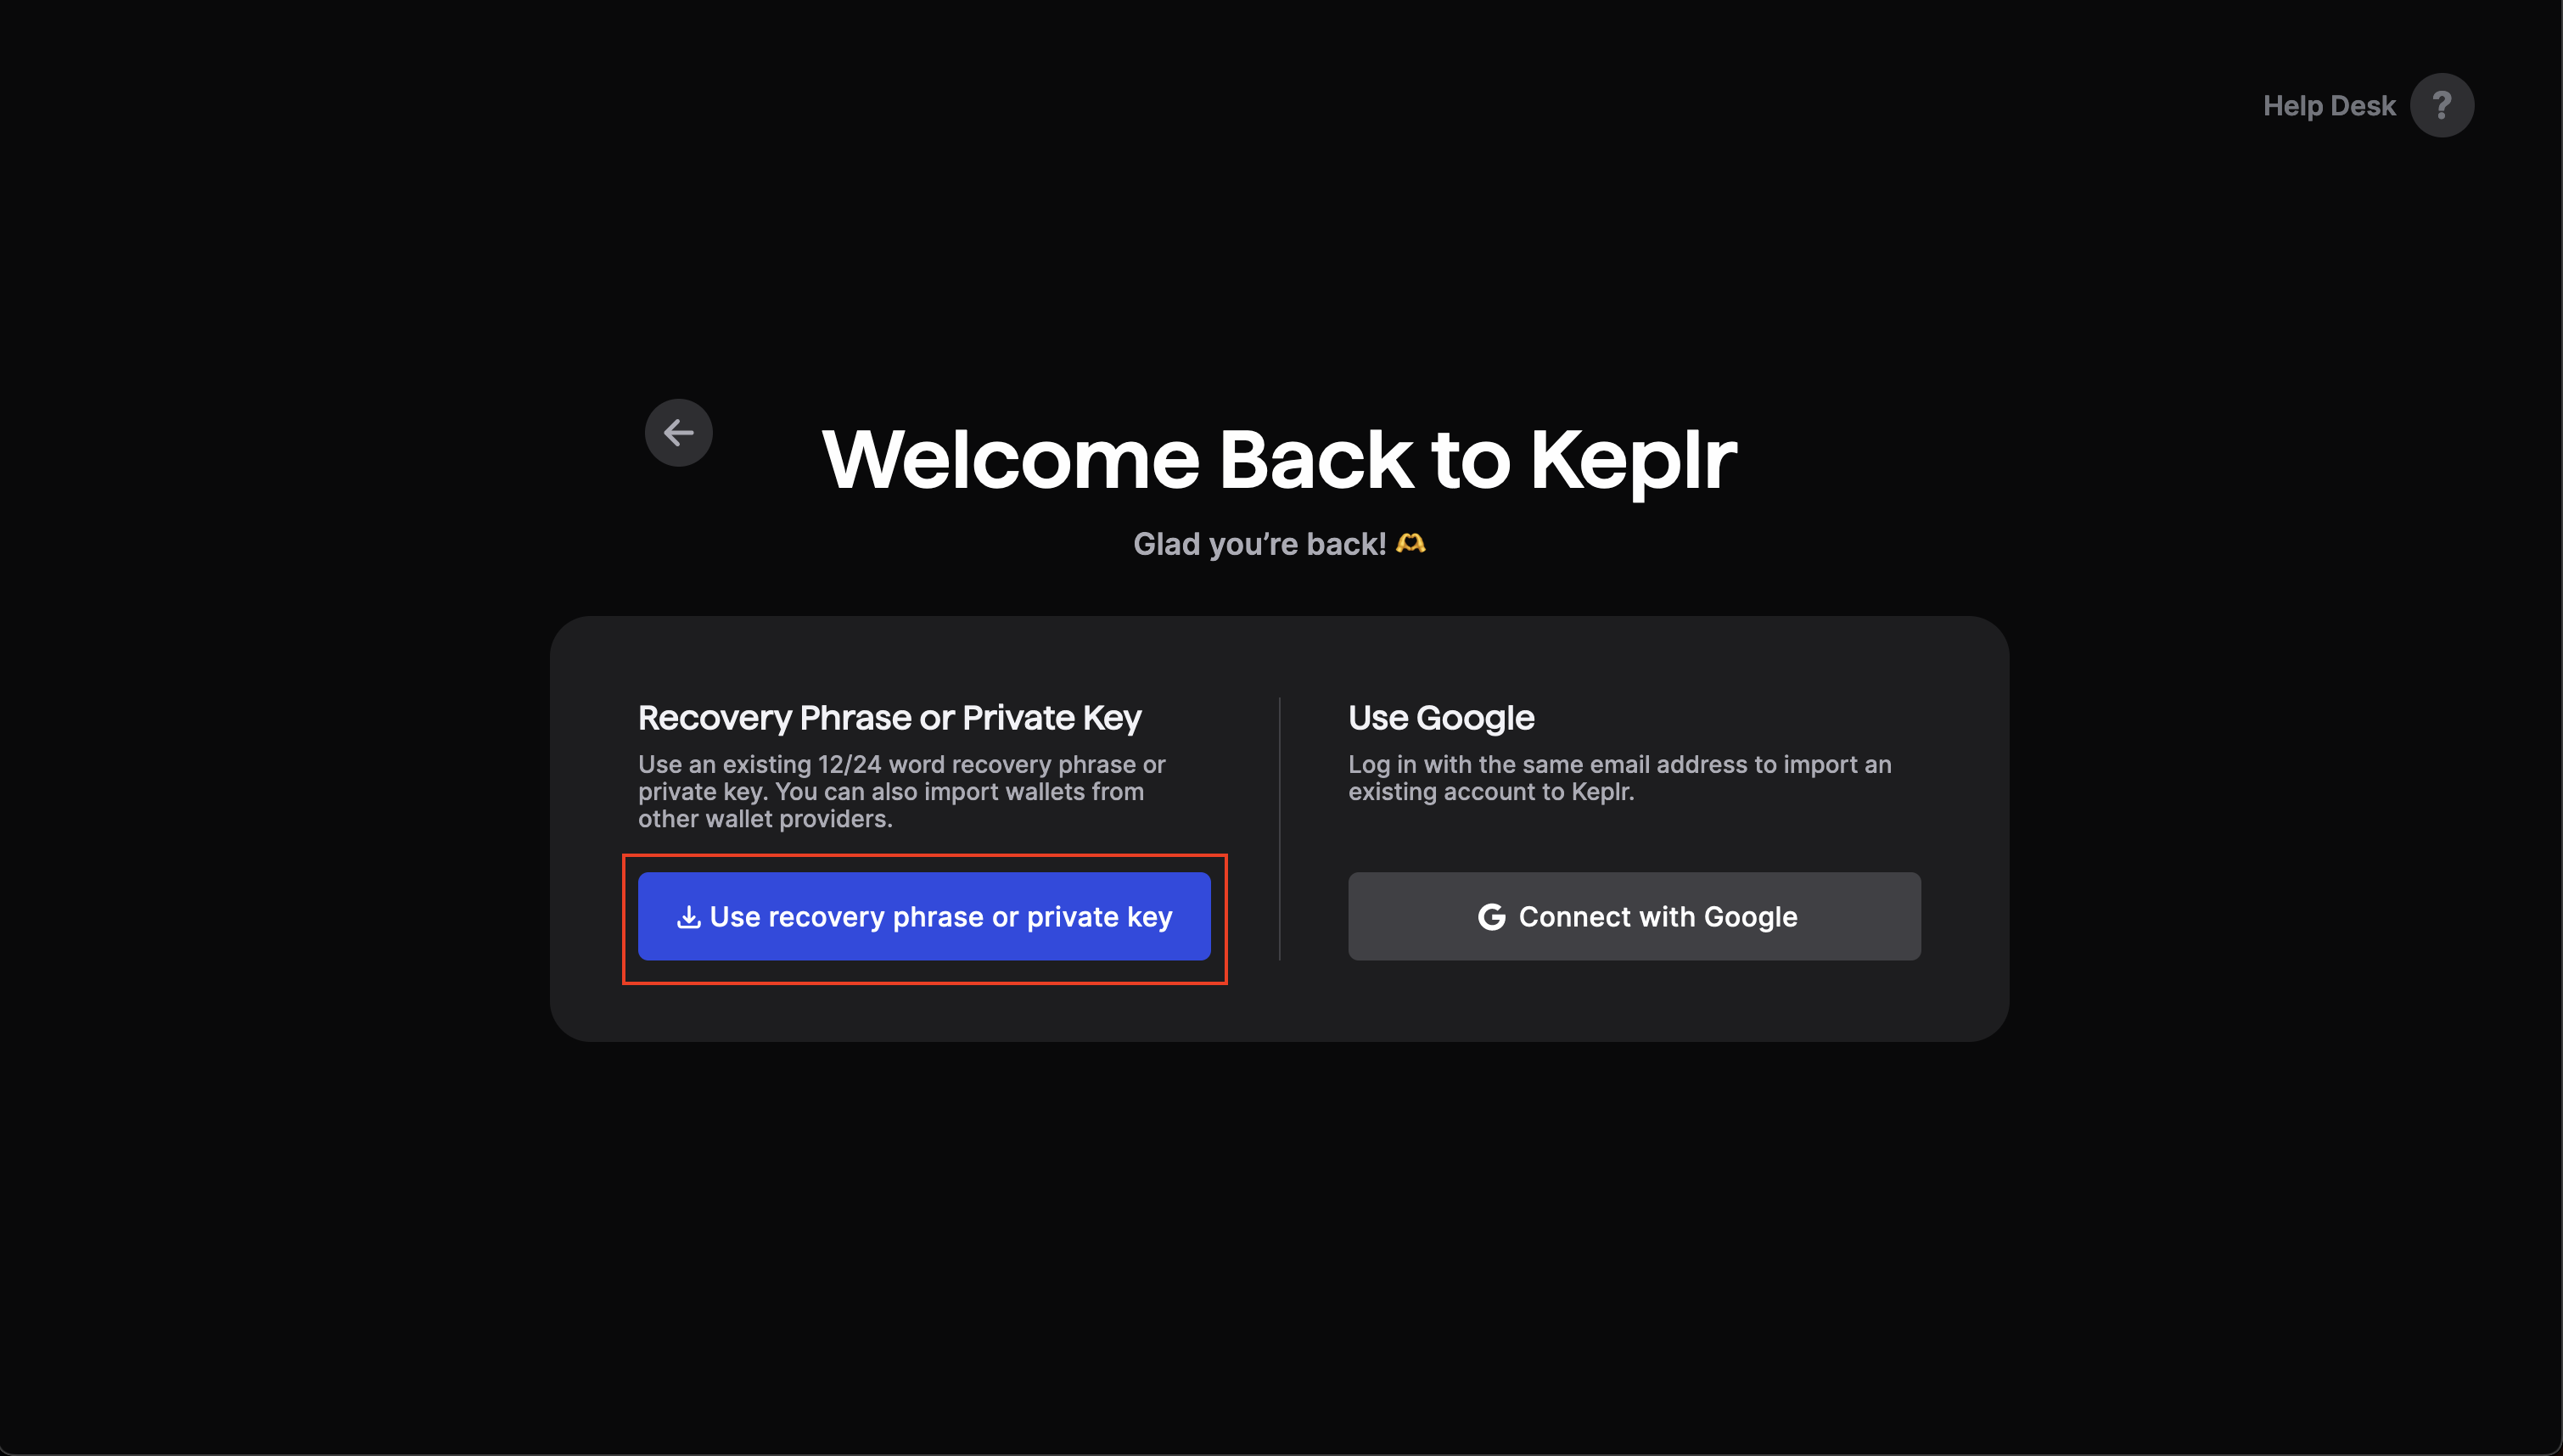 Help Desk ?
Welcome Back to Keplr
Glad you’re back! 🫶
Recovery Phrase or Private Key
Use an existing 12/24 word recovery phrase or
private key. You can also import wallets from
other wallet providers.
Use recovery phrase or private key
Use Google
Log in with the same email address to import an
existing account to Keplr.
G Connect with Google